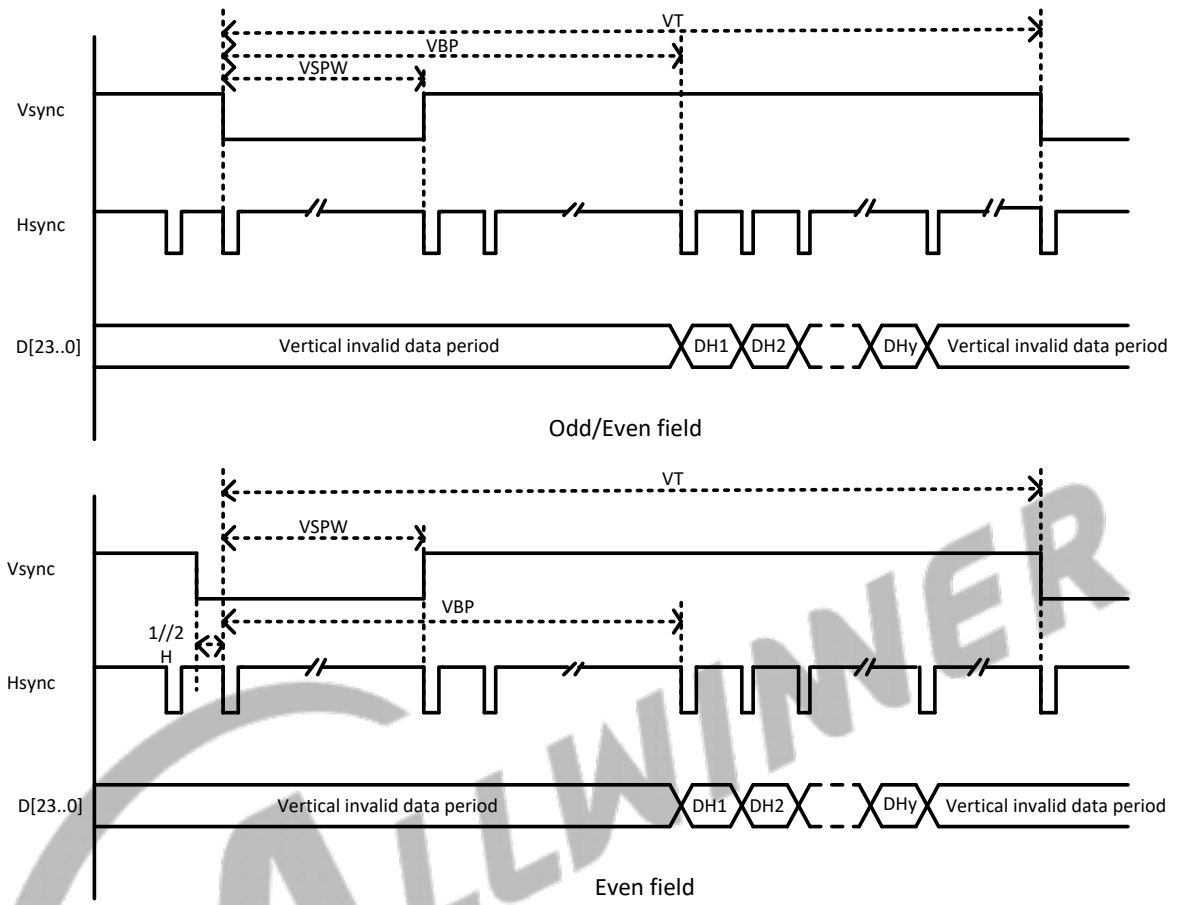 VT
VBP
VSPW
Vsync
Hsync
D[23..0]
Vertical invalid data period
DH1
DH2
DHy
Vertical invalid data period
Odd/Even field
VT
VSPW
Vsync
VBP
1//2
H
Hsync
D[23..0]
Vertical invalid data period
DH1
DH2
DHy
Vertical invalid data period
Even field
ALLWINNER